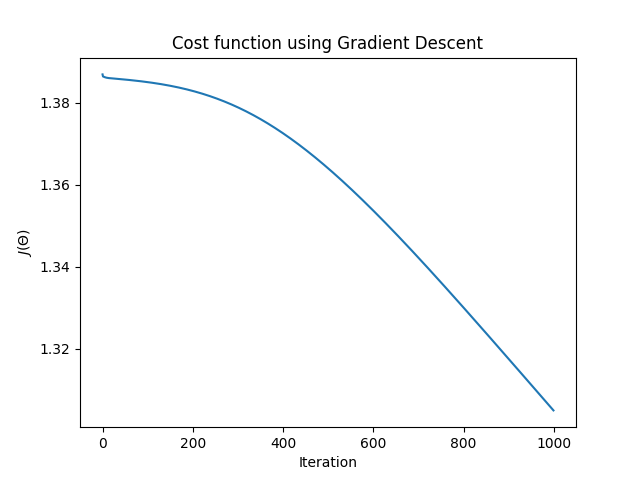 Cost function using Gradient Descent
1.38
1.36
1.34
1.32
J(Θ)
0 200 400 600 800 1000
Iteration